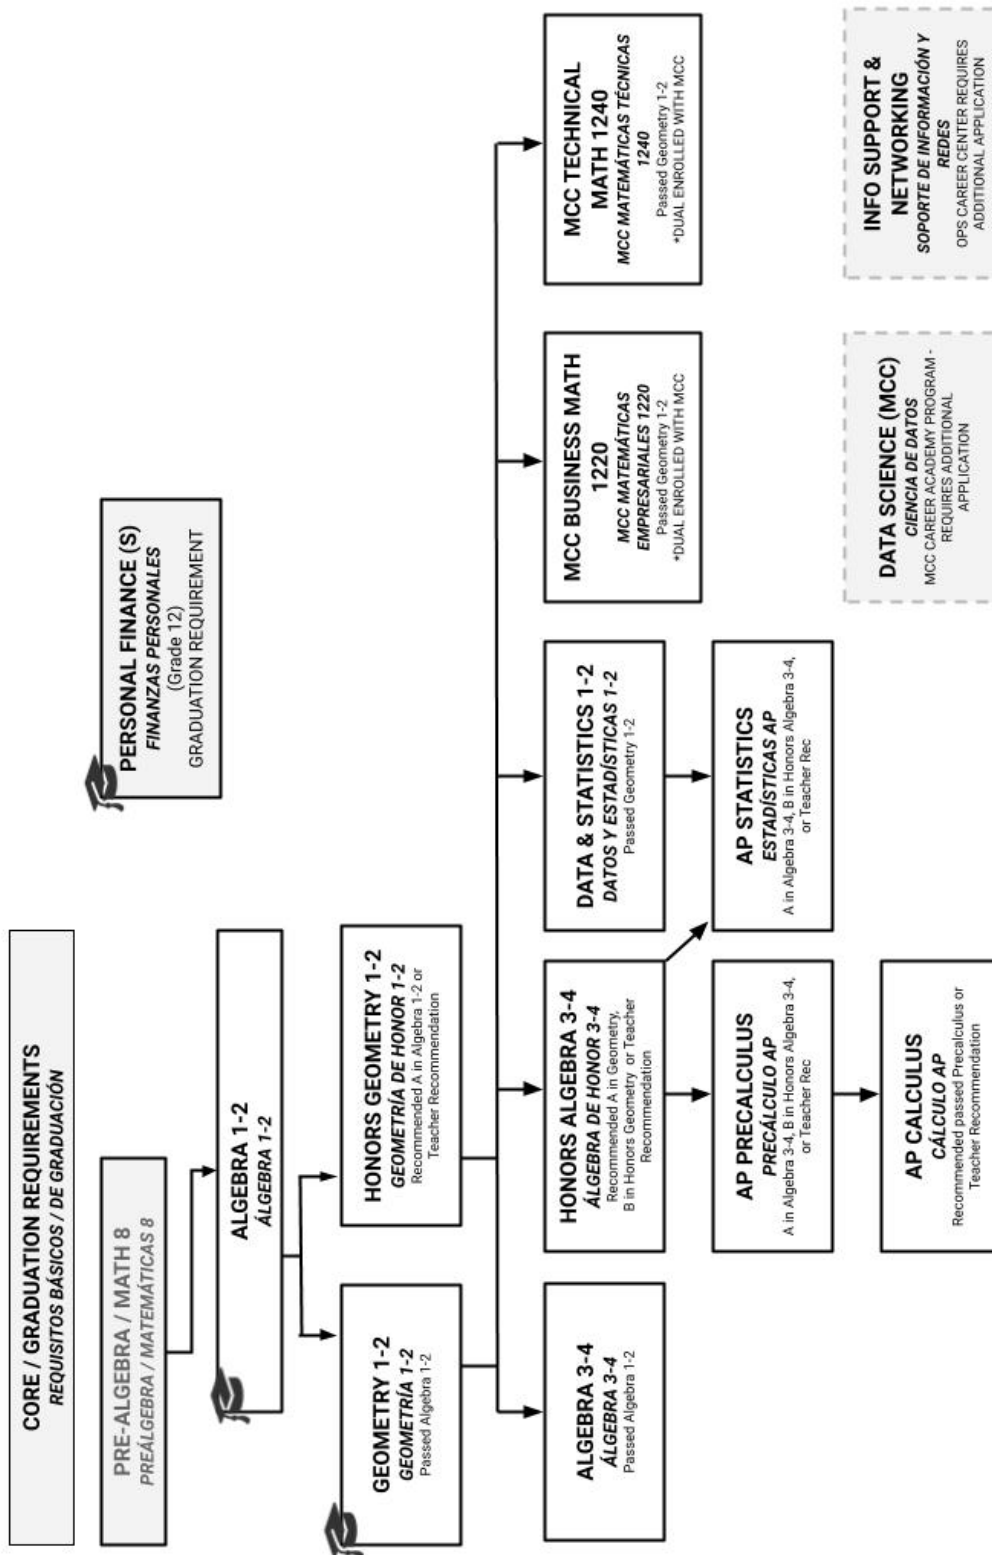 CORE / GRADUATION REQUIREMENTS
REQUISITOS BÁSICOS / DE GRADUACIÓN
PRE-ALGEBRA / MATH 8
PREÁLGEBRA / MATEMÁTICAS 8
PERSONAL FINANCE (S)
FINANZAS PERSONALES
(Grade 12)
GRADUATION REQUIREMENT
ALGEBRA 1-2
ÁLGEBRA 1-2
GEOMETRY 1-2
GEOMETRÍA 1-2
Passed Algebra 1-2
HONORS GEOMETRY 1-2
GEOMETRÍA DE HONOR 1-2
Recommended A in Algebra 1-2 or
Teacher Recommendation
ALGEBRA 3-4
ÁLGEBRA 3-4
Passed Algebra 1-2
HONORS ALGEBRA 3-4
ÁLGEBRA DE HONOR 3-4
Recommended A in Geometry,
B in Honors Geometry or Teacher
Recommendation
DATA & STATISTICS 1-2
DATOS Y ESTADÍSTICAS 1-2
Passed Geometry 1-2
MCC BUSINESS MATH
1220
MCC MATEMÁTICAS
EMPRESARIALES 1220
Passed Geometry 1-2
*DUAL ENROLLED WITH MCC
MCC TECHNICAL
MATH 1240
MCC MATEMÁTICAS TÉCNICAS
1240
Passed Geometry 1-2
*DUAL ENROLLED WITH MCC
AP PRECALCULUS
PRECÁLCULO AP
A in Algebra 3-4, B in Honors Algebra 3-4,
or Teacher Rec
AP STATISTICS
ESTADÍSTICAS AP
A in Algebra 3-4, B in Honors Algebra 3-4,
or Teacher Rec
AP CALCULUS
CÁLCULO AP
Recommended passed Precalculus or
Teacher Recommendation
DATA SCIENCE (MCC)
CIENCIA DE DATOS
MCC CAREER ACADEMY PROGRAM -
REQUIRES ADDITIONAL
APPLICATION
INFO SUPPORT &
NETWORKING
SOPORTE DE INFORMACIÓN Y
REDES
OPS CAREER CENTER REQUIRES
ADDITIONAL APPLICATION